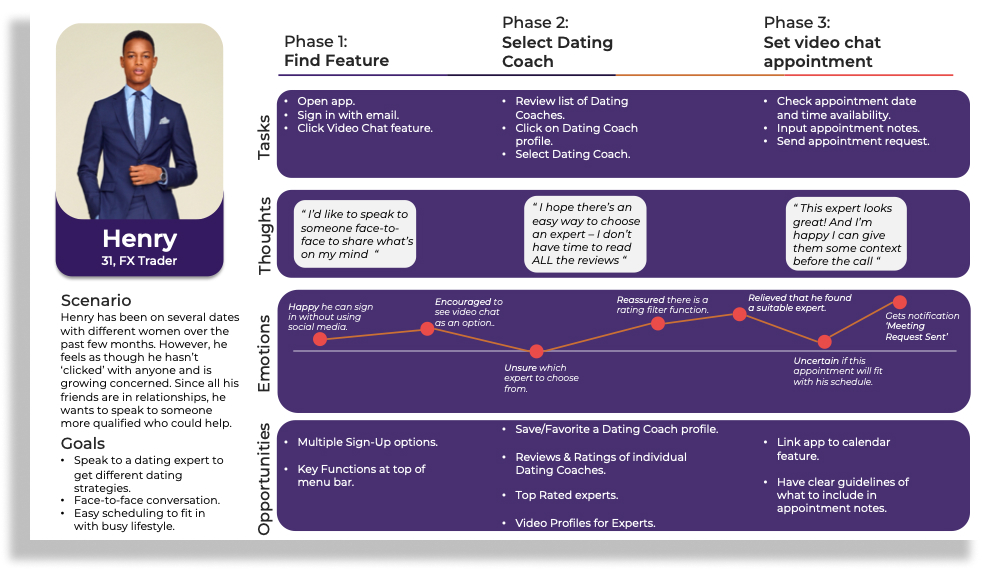 Henry
31, FX Trader
Scenario
Henry has been on several dates
with different women over the
past few months. However, he
feels as though he hasn’t
‘clicked’ with anyone and is
growing concerned. Since all his
friends are in relationships, he
wants to speak to someone
more qualified who could help.
Goals
• Speak to a dating expert to
get different dating
strategies.
• Face-to-face conversation.
• Easy scheduling to fit in
with busy lifestyle.
Phase 1:
Find Feature
Phase 2:
Select Dating
Coach
Phase 3:
Set video chat
appointment
Tasks
• Open app.
• Sign in with email.
• Click Video Chat feature.
• Review list of Dating
Coaches.
• Click on Dating Coach
profile.
• Select Dating Coach.
• Check appointment date
and time availability.
• Input appointment notes.
• Send appointment request.
Thoughts
“ I’d like to speak to
someone face-to-
face to share what’s
on my mind “
“ I hope there’s an
easy way to choose
an expert – I don’t
have time to read
ALL the reviews “
“ This expert looks
great! And I’m
happy I can give
them some context
before the call “
Emotions
Happy he can sign
in without using
social media.
Encouraged to
see video chat
as an option..
Unsure which
expert to choose
from.
Reassured there is a
rating filter function.
Relieved that he found
a suitable expert.
Uncertain if this
appointment will fit
with his schedule.
Gets notification
‘Meeting
Request Sent’
Opportunities
• Multiple Sign-Up options.
• Key Functions at top of
menu bar.
• Save/Favorite a Dating Coach profile.
• Reviews & Ratings of individual
Dating Coaches.
• Top Rated experts.
• Video Profiles for Experts.
• Link app to calendar
feature.
• Have clear guidelines of
what to include in
appointment notes.